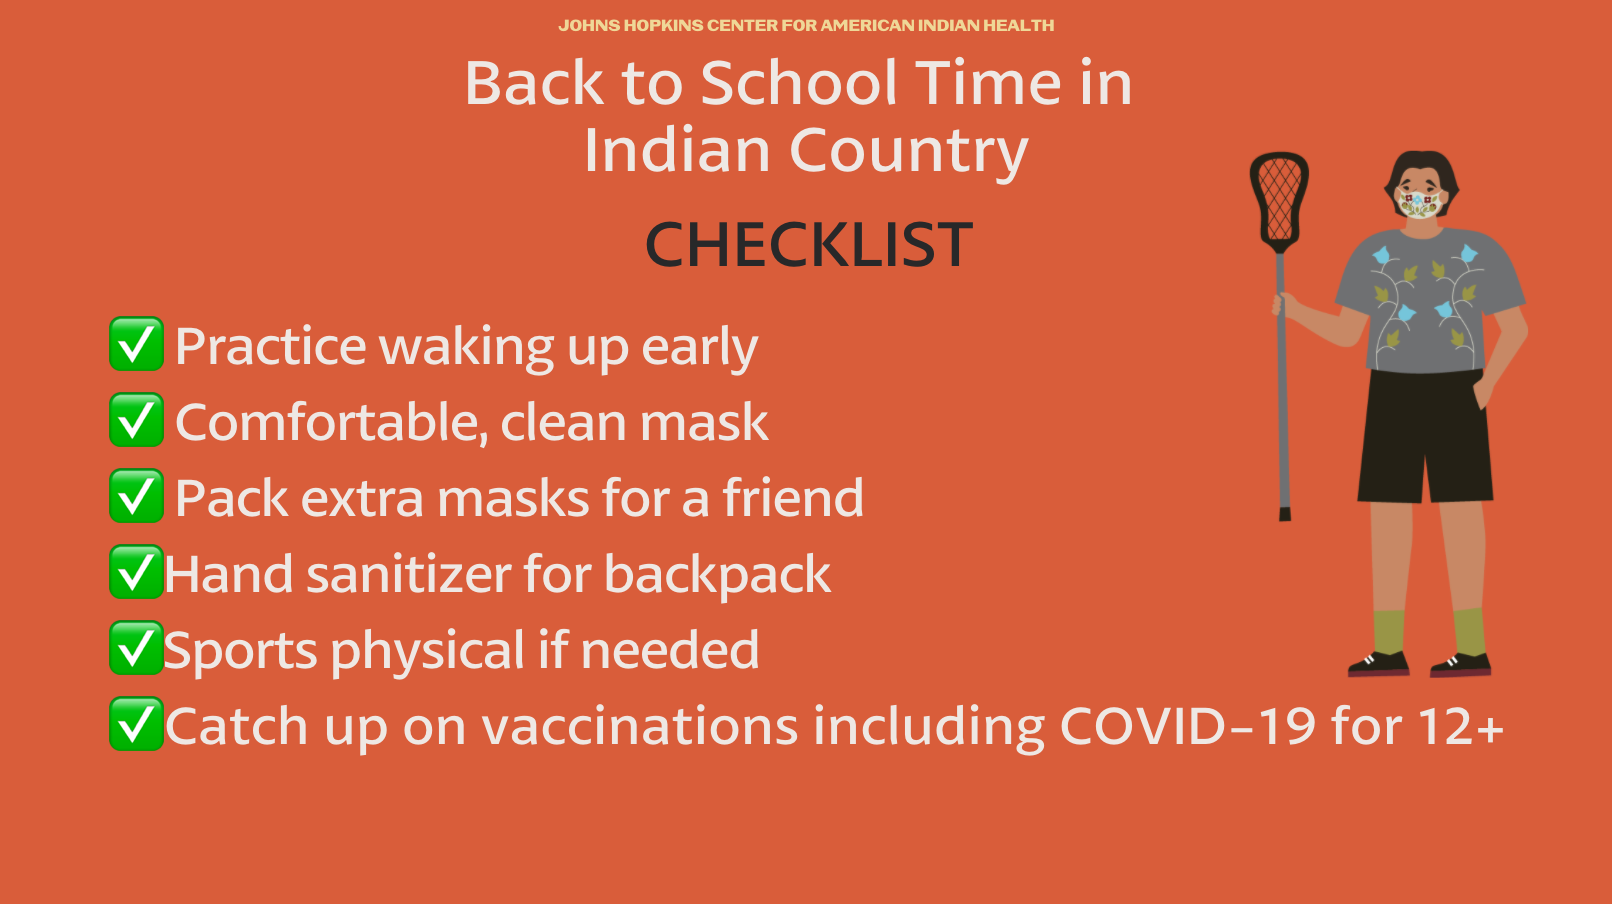 JOHNS HOPKINS CENTER FOR AMERICAN INDIAN HEALTH
Back to School Time in
Indian Country
CHECKLIST
✅ Practice waking up early
✅ Comfortable, clean mask
✅ Pack extra masks for a friend
✅Hand sanitizer for backpack
✅Sports physical if needed
✅Catch up on vaccinations including COVID-19 for 12+